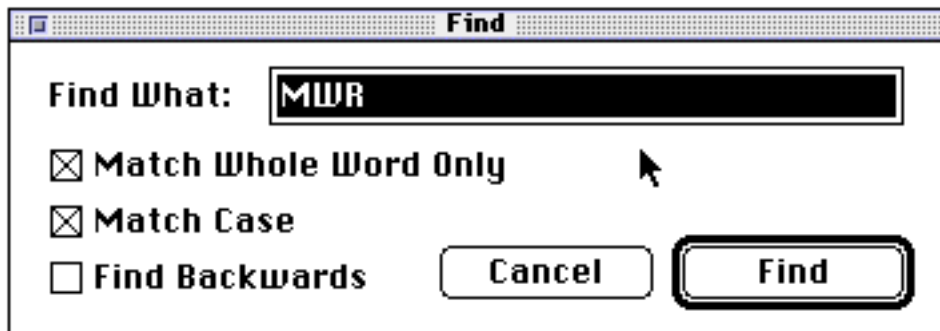 Find
Find What: MWR
Match Whole Word Only
Match Case
Find Backwards
Cancel
Find